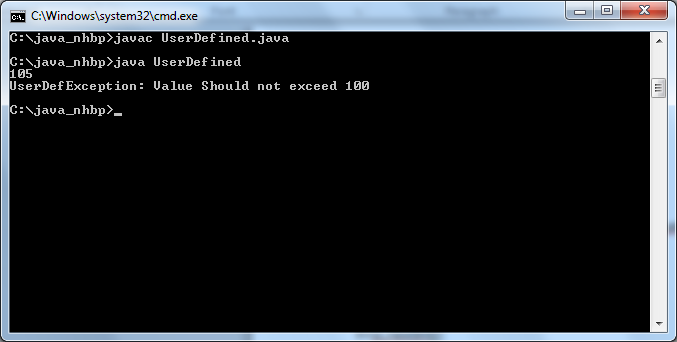 C:\Windows\system32\cmd.exe
C:\java_nhbp>javac UserDefined.java
C:\java_nhbp>java UserDefined
105
UserDefException: Value Should not exceed 100
C:\java_nhbp>_